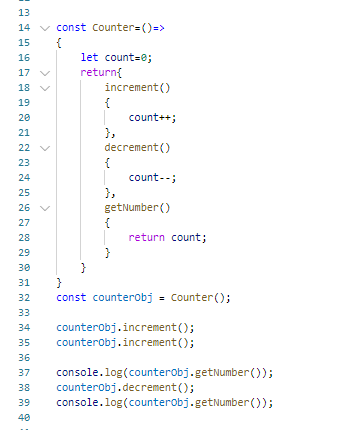 13
14 const Counter=()=>
15 {
16     let count=0;
17     return{
18         increment()
19         {
20             count++;
21         },
22         decrement()
23         {
24             count--;
25         },
26         getNumber()
27         {
28             return count;
29         }
30     }
31 }
32 const counterObj = Counter();
33
34 counterObj.increment();
35 counterObj.increment();
36
37 console.log(counterObj.getNumber());
38 counterObj.decrement();
39 console.log(counterObj.getNumber());
40